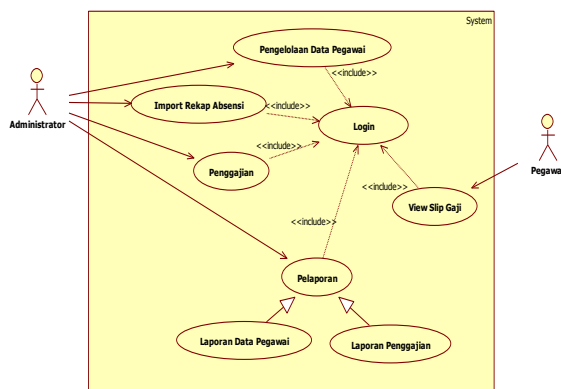 System
Pengelolaan Data Pegawai
<<include>>
Import Rekap Absensi
<<include>>
Login
Administrator
<<include>>
Penggajian
Pegawa
<<include>>
View Slip Gaji
<<include>>
Pelaporan
Laporan Data Pegawai
Laporan Penggajian